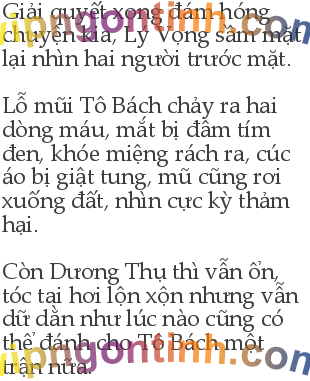 Giải quyết xong đám hóng
chuyện kia, Lý Vọng sầm mặt
lại nhìn hai người trước mặt.
Lỗ mũi Tô Bách chảy ra hai
dòng máu, mắt bị đấm tím
đen, khóe miệng rách ra, cúc
áo bị giật tung, mũ cũng rơi
xuống đất, nhìn cực kỳ thảm
hại.
Còn Dương Thụ thì vẫn ổn,
tóc tai hơi lộn xộn nhưng vẫn
dữ dằn như lúc nào cũng có
thể đánh cho Tô Bách một
trận nữa.
vipngontinh.com
vipngontinh.com